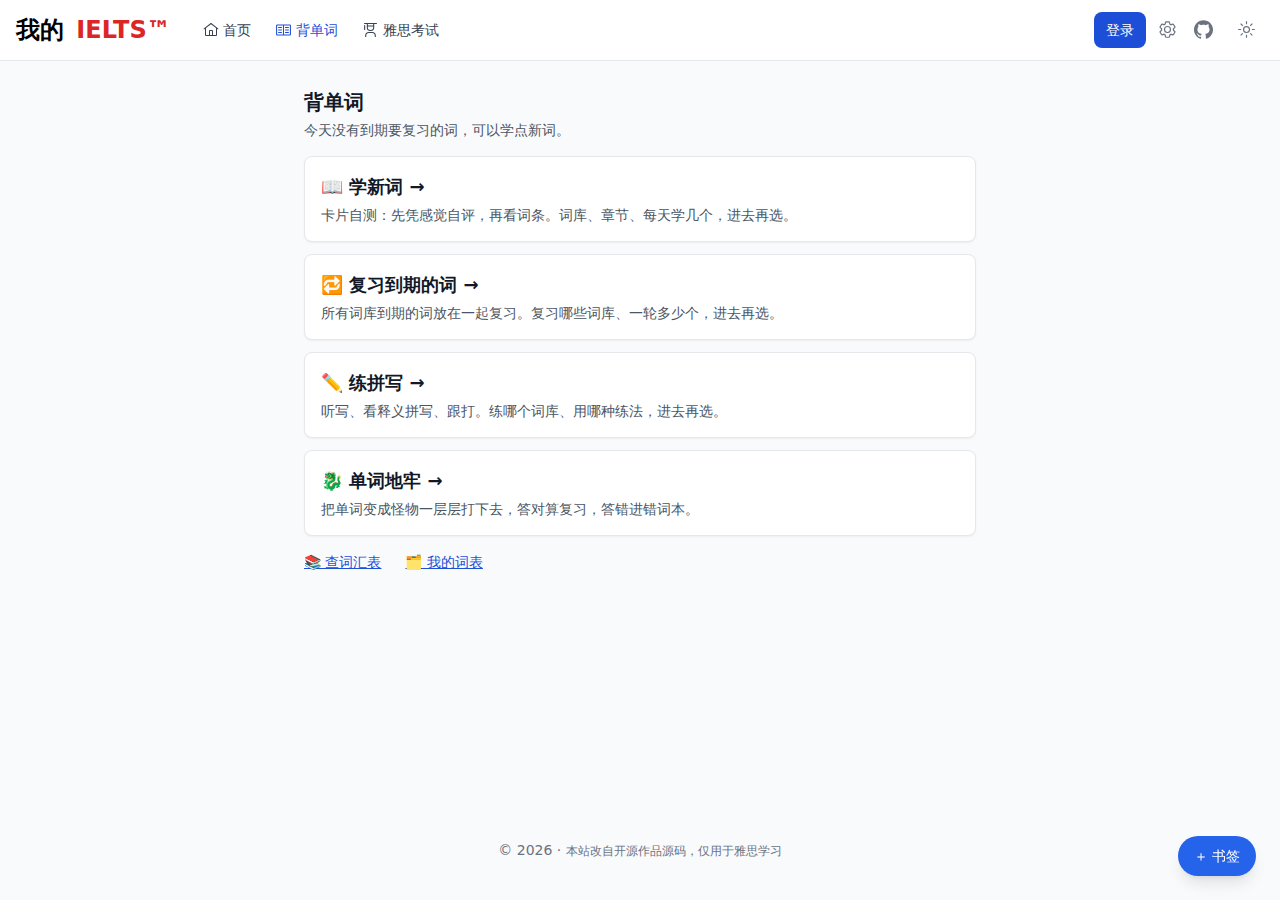 我的 IELTS™ 首页 背单词 雅思考试 登录
背单词
今天没有到期要复习的词，可以学点新词。
📖 学新词 →
卡片自测：先凭感觉自评，再看词条。词库、章节、每天学几个，进去再选。
🔁 复习到期的词 →
所有词库到期的词放在一起复习。复习哪些词库、一轮多少个，进去再选。
✏️ 练拼写 →
听写、看释义拼写、跟打。练哪个词库、用哪种练法，进去再选。
🐉 单词地牢 →
把单词变成怪物一层层打下去，答对算复习，答错进错词本。
📚 查词汇表 🗂️ 我的词表
© 2026 · 本站改自开源作品源码，仅用于雅思学习
+ 书签